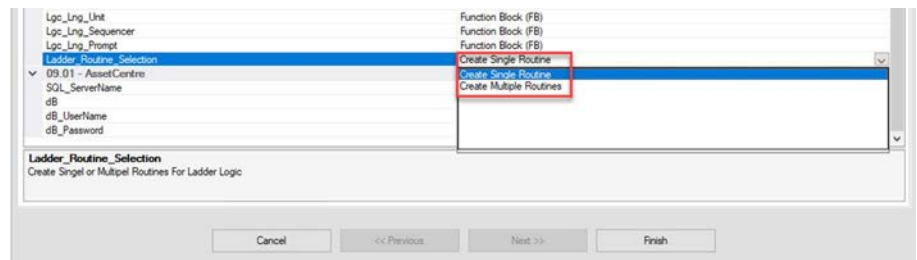 Lgc_Lng_Unit Function Block (FB)
Lgc_Lng_Sequencer Function Block (FB)
Lgc_Lng_Prompt Function Block (FB)
Ladder_Routine_Selection Create Single Routine
09.01 - AssetCentre Create Single Routine
SQL_ServerName Create Multiple Routines
dB
dB_UserName
dB_Password
Ladder_Routine_Selection
Create Singel or Multipel Routines For Ladder Logic
Cancel << Previous Next >> Finish